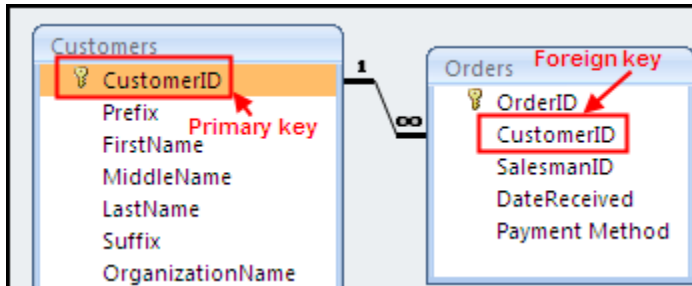 Customers
CustomerID
Primary key
Prefix
FirstName
MiddleName
LastName
Suffix
OrganizationName
1
∞
Orders
Foreign key
OrderID
CustomerID
SalesmanID
DateReceived
Payment Method